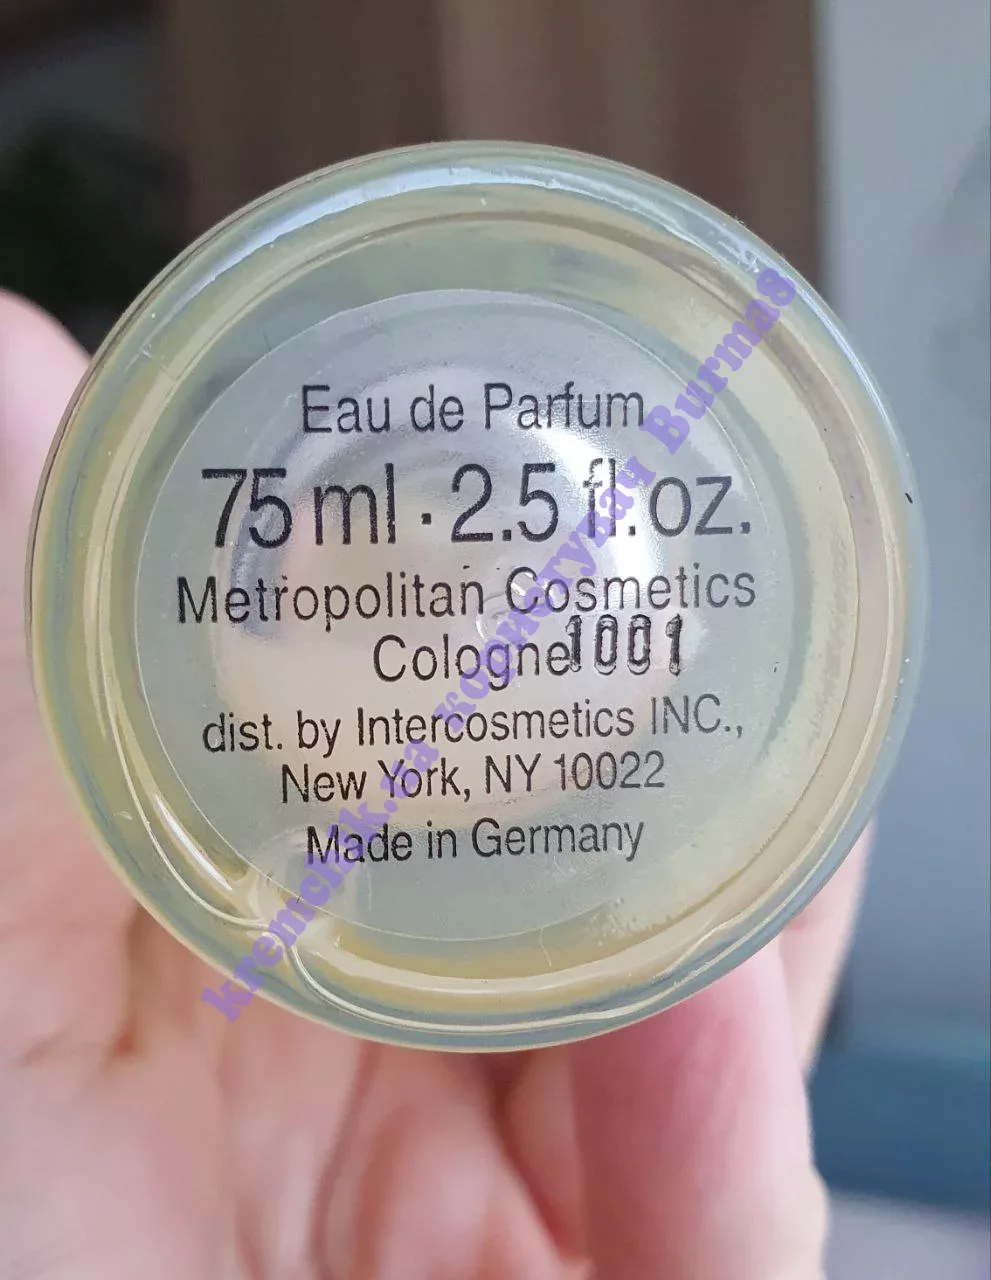 Eau de Parfum
75 ml · 2.5 fl. oz.
Metropolitan Cosmetics
Cologne 1001
dist. by Intercosmetics INC.,
New York, NY 10022
Made in Germany
Burma8